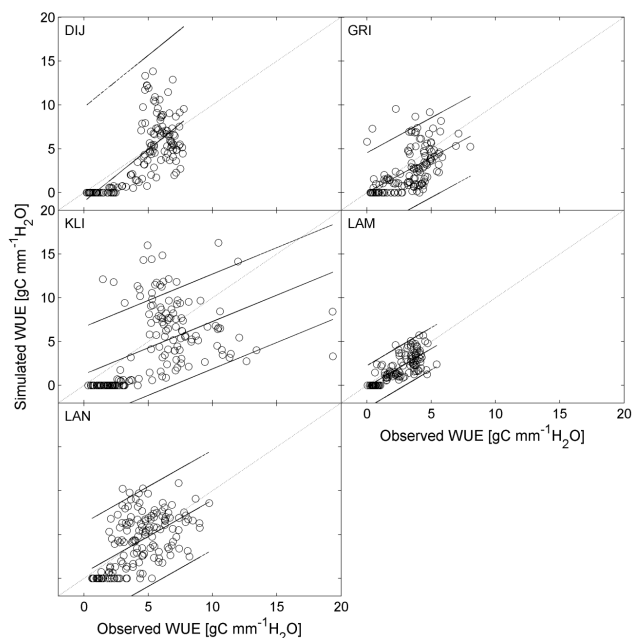 20
15
10
5
0
DIJ
GRI
20
15
10
5
0
KLI
LAM
LAN
Simulated WUE [gC mm⁻¹H₂O]
0 5 10 15 20
Observed WUE [gC mm⁻¹H₂O]
0 5 10 15 20
Observed WUE [gC mm⁻¹H₂O]